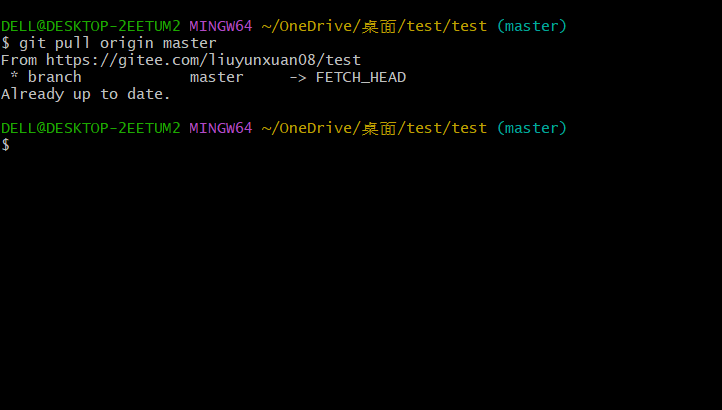 DELL@DESKTOP-2EETUM2 MINGW64 ~/OneDrive/桌面/test/test (master)
$ git pull origin master
From https://gitee.com/liuyunxuan08/test
 * branch            master     -> FETCH_HEAD
Already up to date.
DELL@DESKTOP-2EETUM2 MINGW64 ~/OneDrive/桌面/test/test (master)
$